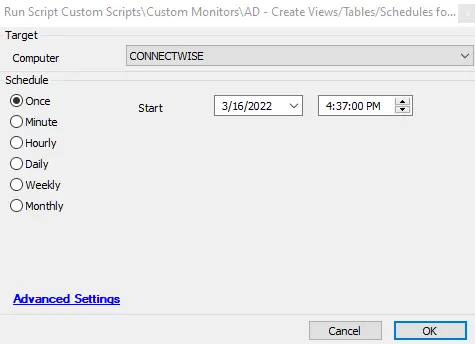 Run Script Custom Scripts\Custom Monitors\AD - Create Views/Tables/Schedules fo...
Target
Computer
CONNECTWISE
Schedule
Once
Start
3/16/2022
4:37:00 PM
Minute
Hourly
Daily
Weekly
Monthly
Advanced Settings
Cancel
OK